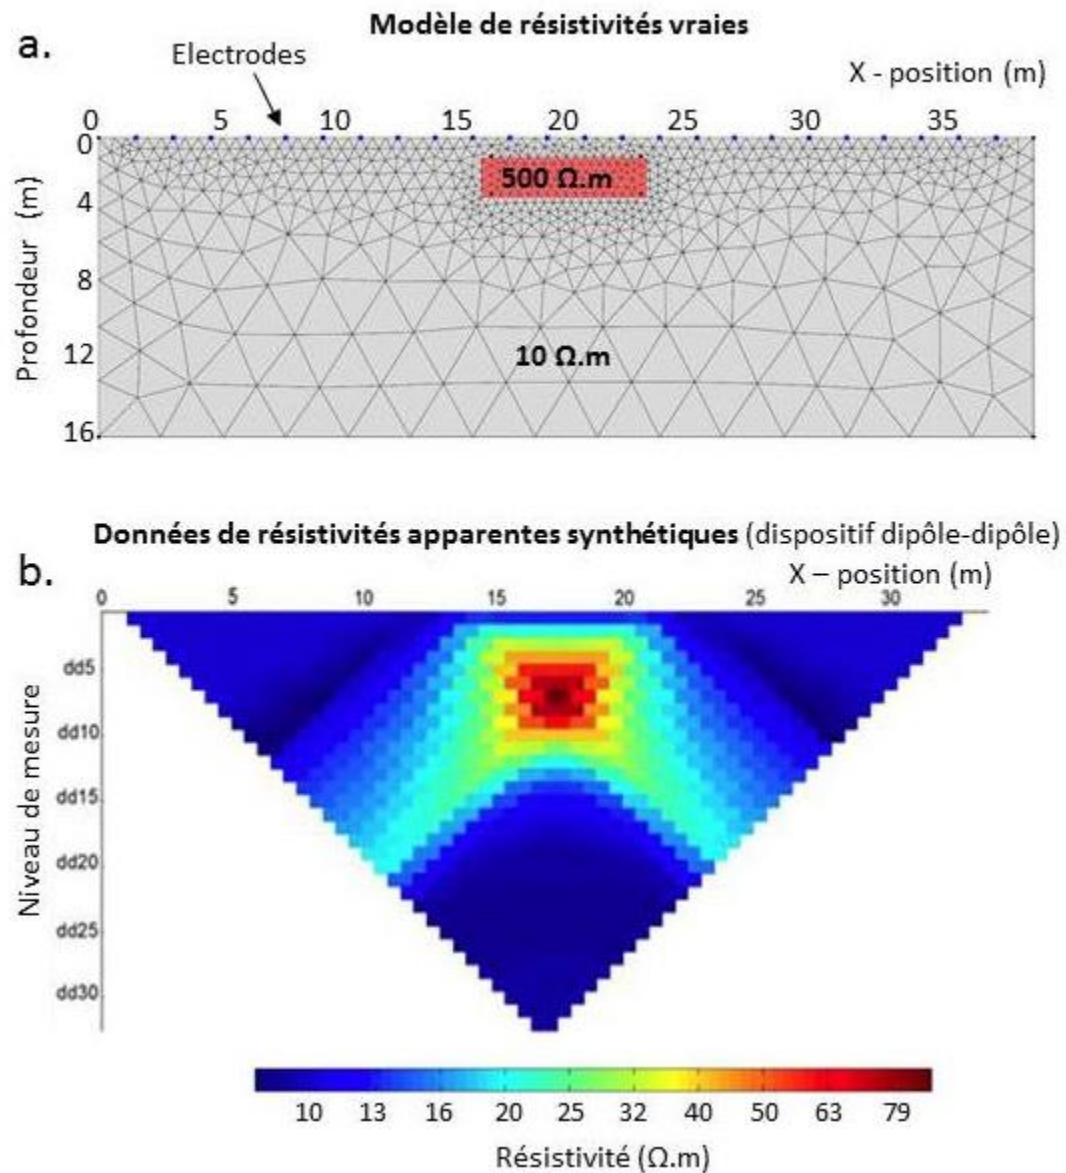 Modèle de résistivités vraies
a.
Electrodes
X - position (m)
0 5 10 15 20 25 30 35
0
4
8
12
16
Profondeur (m)
500 Ω.m
10 Ω.m
Données de résistivités apparentes synthétiques (dispositif dipôle-dipôle)
b.
X – position (m)
0 5 10 15 20 25 30
dd5
dd10
dd15
dd20
dd25
dd30
Niveau de mesure
10 13 16 20 25 32 40 50 63 79
Résistivité (Ω.m)